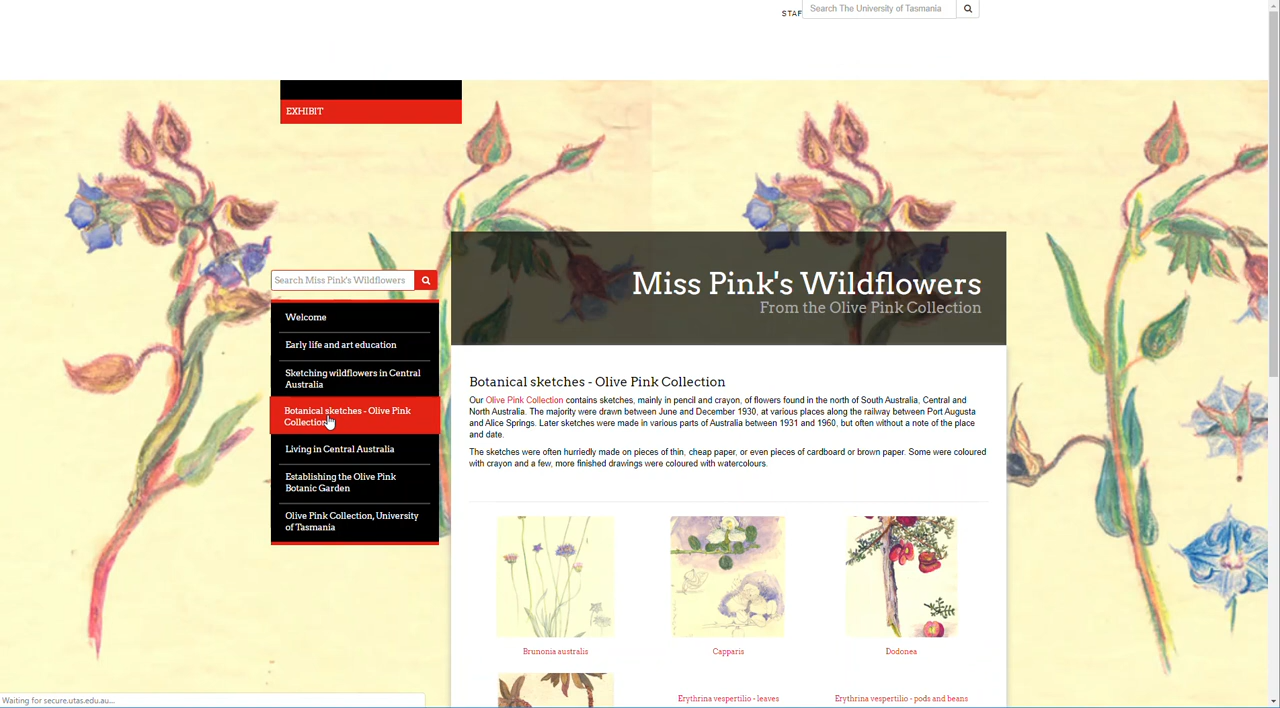 STAF
Search The University of Tasmania
EXHIBIT
Search Miss Pink's Wildflowers
Welcome
Early life and art education
Sketching wildflowers in Central
Australia
Botanical sketches - Olive Pink
Collection
Living in Central Australia
Establishing the Olive Pink
Botanic Garden
Olive Pink Collection, University
of Tasmania
Miss Pink's Wildflowers
From the Olive Pink Collection
Botanical sketches - Olive Pink Collection
Our Olive Pink Collection contains sketches, mainly in pencil and crayon, of flowers found in the north of South Australia, Central and
North Australia. The majority were drawn between June and December 1930, at various places along the railway between Port Augusta
and Alice Springs. Later sketches were made in various parts of Australia between 1931 and 1960, but often without a note of the place
and date.
The sketches were often hurriedly made on pieces of thin, cheap paper, or even pieces of cardboard or brown paper. Some were coloured
with crayon and a few, more finished drawings were coloured with watercolours.
Brunonia australis
Capparis
Dodonea
Erythrina vespertilio - leaves
Erythrina vespertilio - pods and beans
Waiting for secure.utas.edu.au...